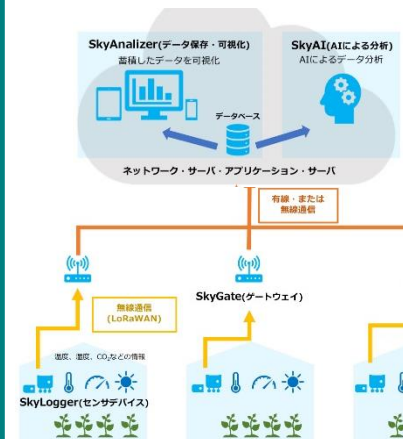 SkyAnalizer(データ保存・可視化)
蓄積したデータを可視化
SkyAI(AIによる分析)
AIによるデータ分析
データベース
ネットワーク・サーバ・アプリケーション・サーバ
有線・または
無線通信
SkyGate(ゲートウェイ)
無線通信
(LoRaWAN)
温度、湿度、CO₂などの情報
SkyLogger(センサデバイス)